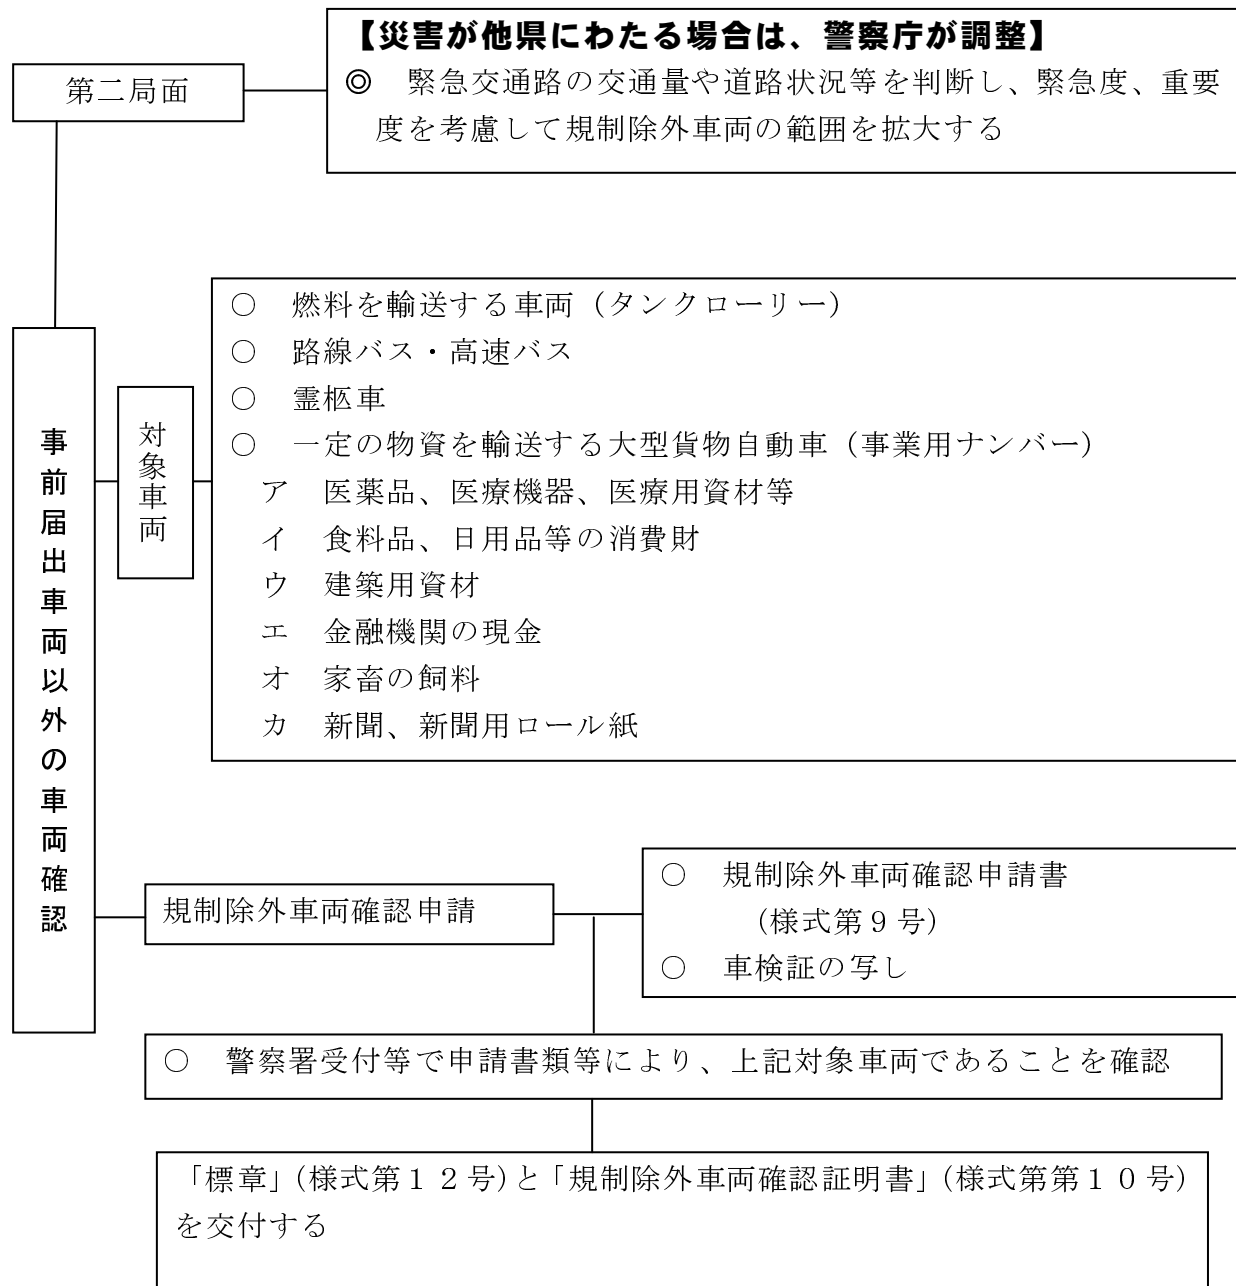 【災害が他県にわたる場合は、警察庁が調整】
第二局面
◎　緊急交通路の交通量や道路状況等を判断し、緊急度、重要
度を考慮して規制除外車両の範囲を拡大する
事前届出車両以外の車両確認
対象車両
○　燃料を輸送する車両（タンクローリー）
○　路線バス・高速バス
○　霊柩車
○　一定の物資を輸送する大型貨物自動車（事業用ナンバー）
ア　医薬品、医療機器、医療用資材等
イ　食料品、日用品等の消費財
ウ　建築用資材
エ　金融機関の現金
オ　家畜の飼料
カ　新聞、新聞用ロール紙
規制除外車両確認申請
○　規制除外車両確認申請書
（様式第９号）
○　車検証の写し
○　警察署受付等で申請書類等により、上記対象車両であることを確認
「標章」（様式第１２号）と「規制除外車両確認証明書」（様式第第１０号）
を交付する